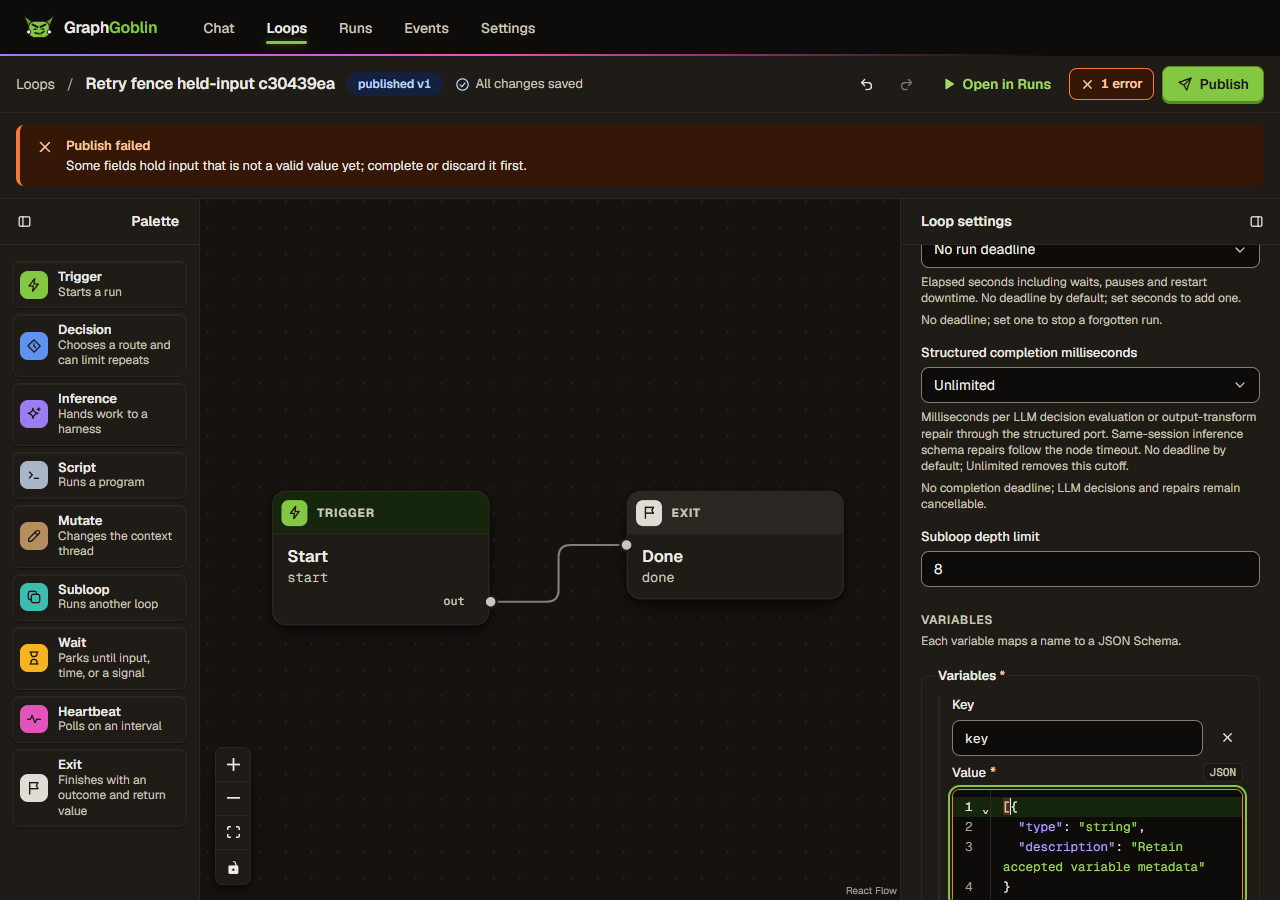 GraphGoblin
Chat
Loops
Runs
Events
Settings
Loops / Retry fence held-input c30439ea
published v1
All changes saved
Open in Runs
1 error
Publish
Publish failed
Some fields hold input that is not a valid value yet; complete or discard it first.
Palette
Trigger
Starts a run
Decision
Chooses a route and
can limit repeats
Inference
Hands work to a
harness
Script
Runs a program
Mutate
Changes the context
thread
Subloop
Runs another loop
Wait
Parks until input,
time, or a signal
Heartbeat
Polls on an interval
Exit
Finishes with an
outcome and return
value
TRIGGER
Start
start
out
EXIT
Done
done
React Flow
Loop settings
No run deadline
Elapsed seconds including waits, pauses and restart
downtime. No deadline by default; set seconds to add one.
No deadline; set one to stop a forgotten run.
Structured completion milliseconds
Unlimited
Milliseconds per LLM decision evaluation or output-transform
repair through the structured port. Same-session inference
schema repairs follow the node timeout. No deadline by
default; Unlimited removes this cutoff.
No completion deadline; LLM decisions and repairs remain
cancellable.
Subloop depth limit
8
VARIABLES
Each variable maps a name to a JSON Schema.
Variables *
Key
key
Value *
JSON
1 [{
2 "type": "string",
3 "description": "Retain
accepted variable metadata"
4 }